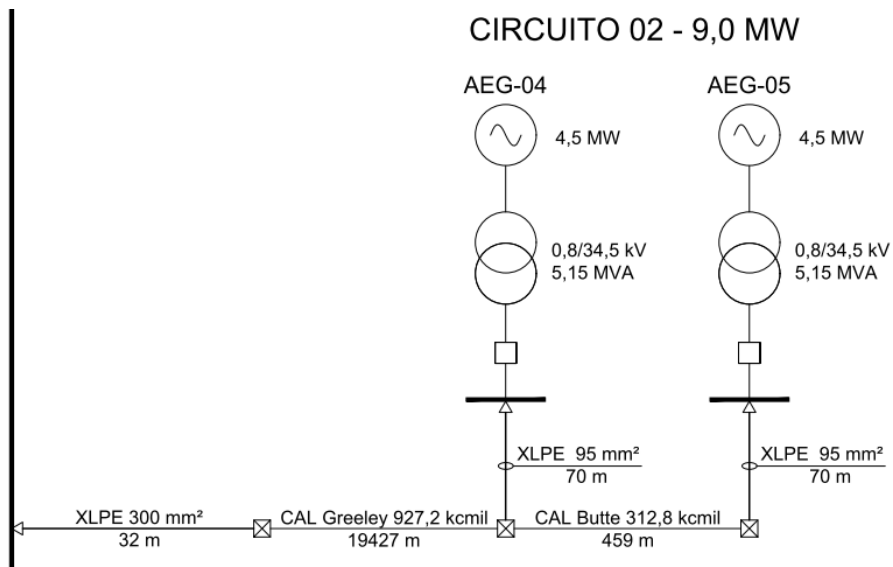 CIRCUITO 02 - 9,0 MW
AEG-04
AEG-05
4,5 MW
4,5 MW
0,8/34,5 kV
5,15 MVA
0,8/34,5 kV
5,15 MVA
XLPE 95 mm²
70 m
XLPE 95 mm²
70 m
XLPE 300 mm²
32 m
CAL Greeley 927,2 kcmil
19427 m
CAL Butte 312,8 kcmil
459 m